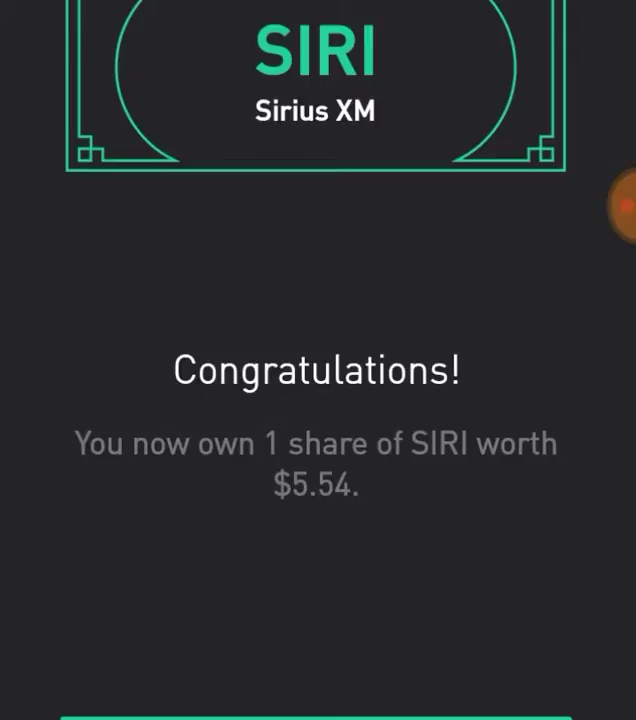 SIRI
Sirius XM
Congratulations!
You now own 1 share of SIRI worth
$5.54.